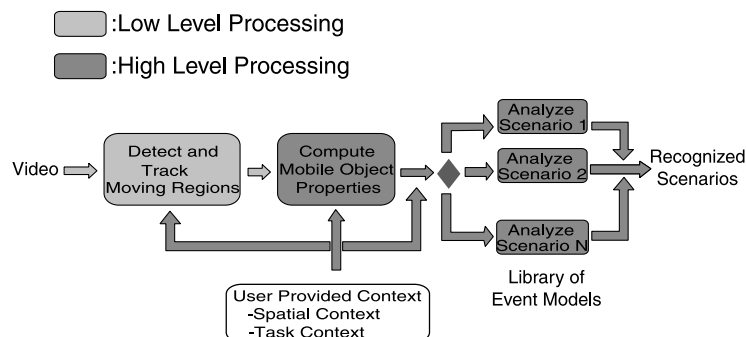 :Low Level Processing
:High Level Processing
Video
Detect and
Track
Moving Regions
Compute
Mobile Object
Properties
Analyze
Scenario 1
Analyze
Scenario 2
Analyze
Scenario N
Recognized
Scenarios
Library of
Event Models
User Provided Context
-Spatial Context
-Task Context